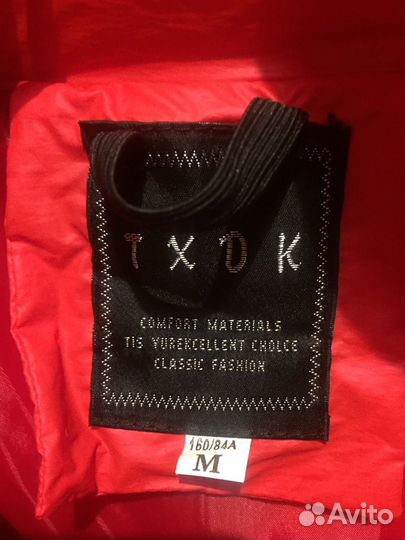 TXDK
COMFORT MATERIALS
TIS YUREKCELLENT CHOLCE
CLASSIC FASHION
160/84A
M
Avito